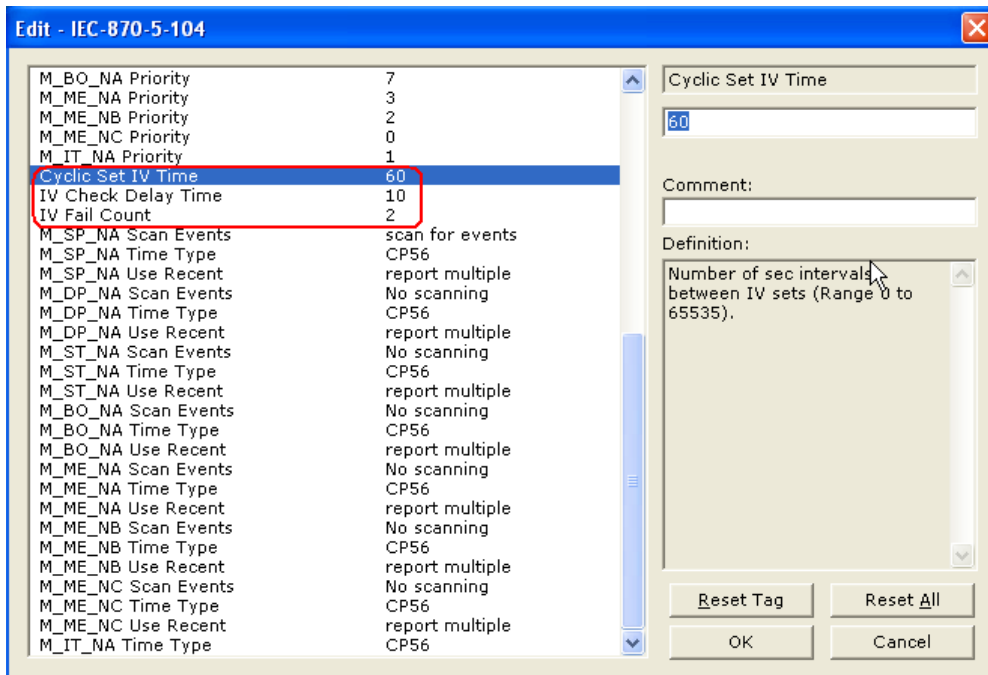 Edit - IEC-870-5-104
M_BO_NA Priority 7
M_ME_NA Priority 3
M_ME_NB Priority 2
M_ME_NC Priority 0
M_IT_NA Priority 1
Cyclic Set IV Time 60
IV Check Delay Time 10
IV Fail Count 2
M_SP_NA Scan Events scan for events
M_SP_NA Time Type CP56
M_SP_NA Use Recent report multiple
M_DP_NA Scan Events No scanning
M_DP_NA Time Type CP56
M_DP_NA Use Recent report multiple
M_ST_NA Scan Events No scanning
M_ST_NA Time Type CP56
M_ST_NA Use Recent report multiple
M_BO_NA Scan Events No scanning
M_BO_NA Time Type CP56
M_BO_NA Use Recent report multiple
M_ME_NA Scan Events No scanning
M_ME_NA Time Type CP56
M_ME_NA Use Recent report multiple
M_ME_NB Scan Events No scanning
M_ME_NB Time Type CP56
M_ME_NB Use Recent report multiple
M_ME_NC Scan Events No scanning
M_ME_NC Time Type CP56
M_ME_NC Use Recent report multiple
M_IT_NA Time Type CP56
Cyclic Set IV Time
60
Comment:
Definition:
Number of sec intervals
between IV sets (Range 0 to
65535).
Reset Tag Reset All
OK Cancel